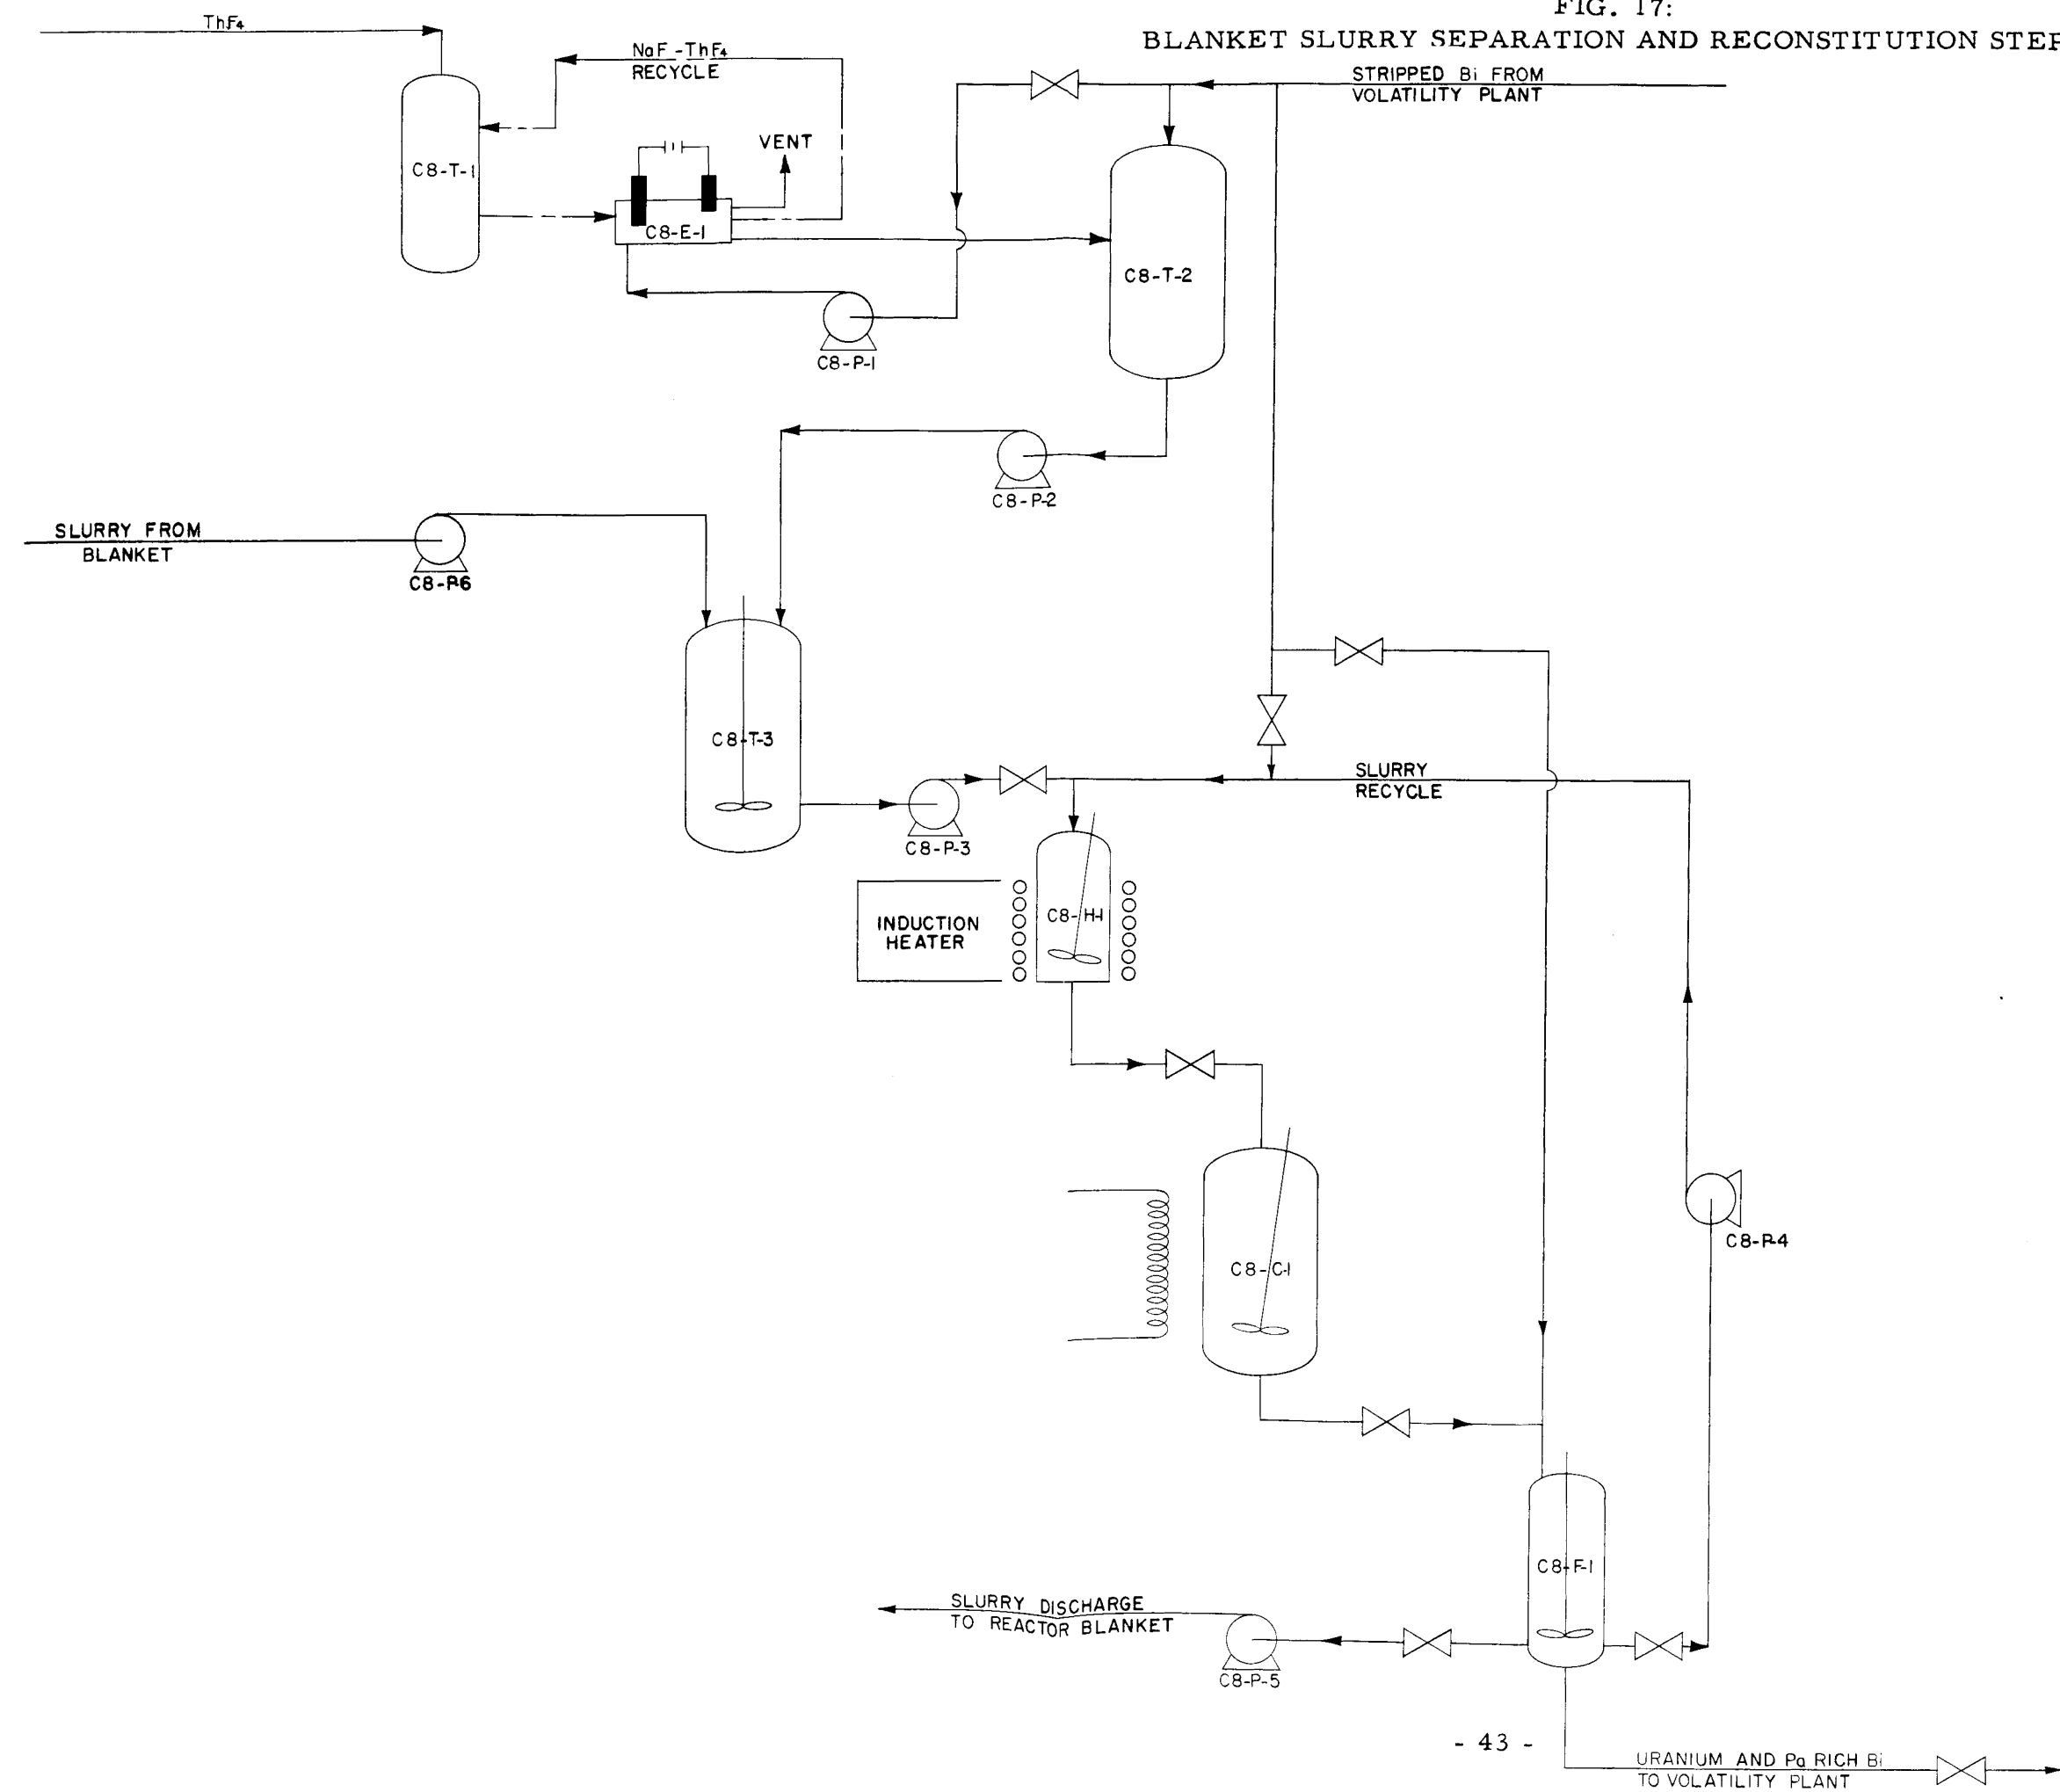 FIG. 17:
BLANKET SLURRY SEPARATION AND RECONSTITUTION STEP
ThF₄
NaF-ThF₄
RECYCLE
STRIPPED Bi FROM
VOLATILITY PLANT
VENT
C8-T-1
C8-E-1
C8-T-2
C8-P-1
C8-P-2
SLURRY FROM
BLANKET
C8-P-6
C8-T-3
SLURRY
RECYCLE
C8-P-3
C8-H-1
INDUCTION
HEATER
C8-P-4
C8-C-1
C8-F-1
SLURRY DISCHARGE
TO REACTOR BLANKET
C8-P-5
- 43 -
URANIUM AND Pa RICH Bi
TO VOLATILITY PLANT